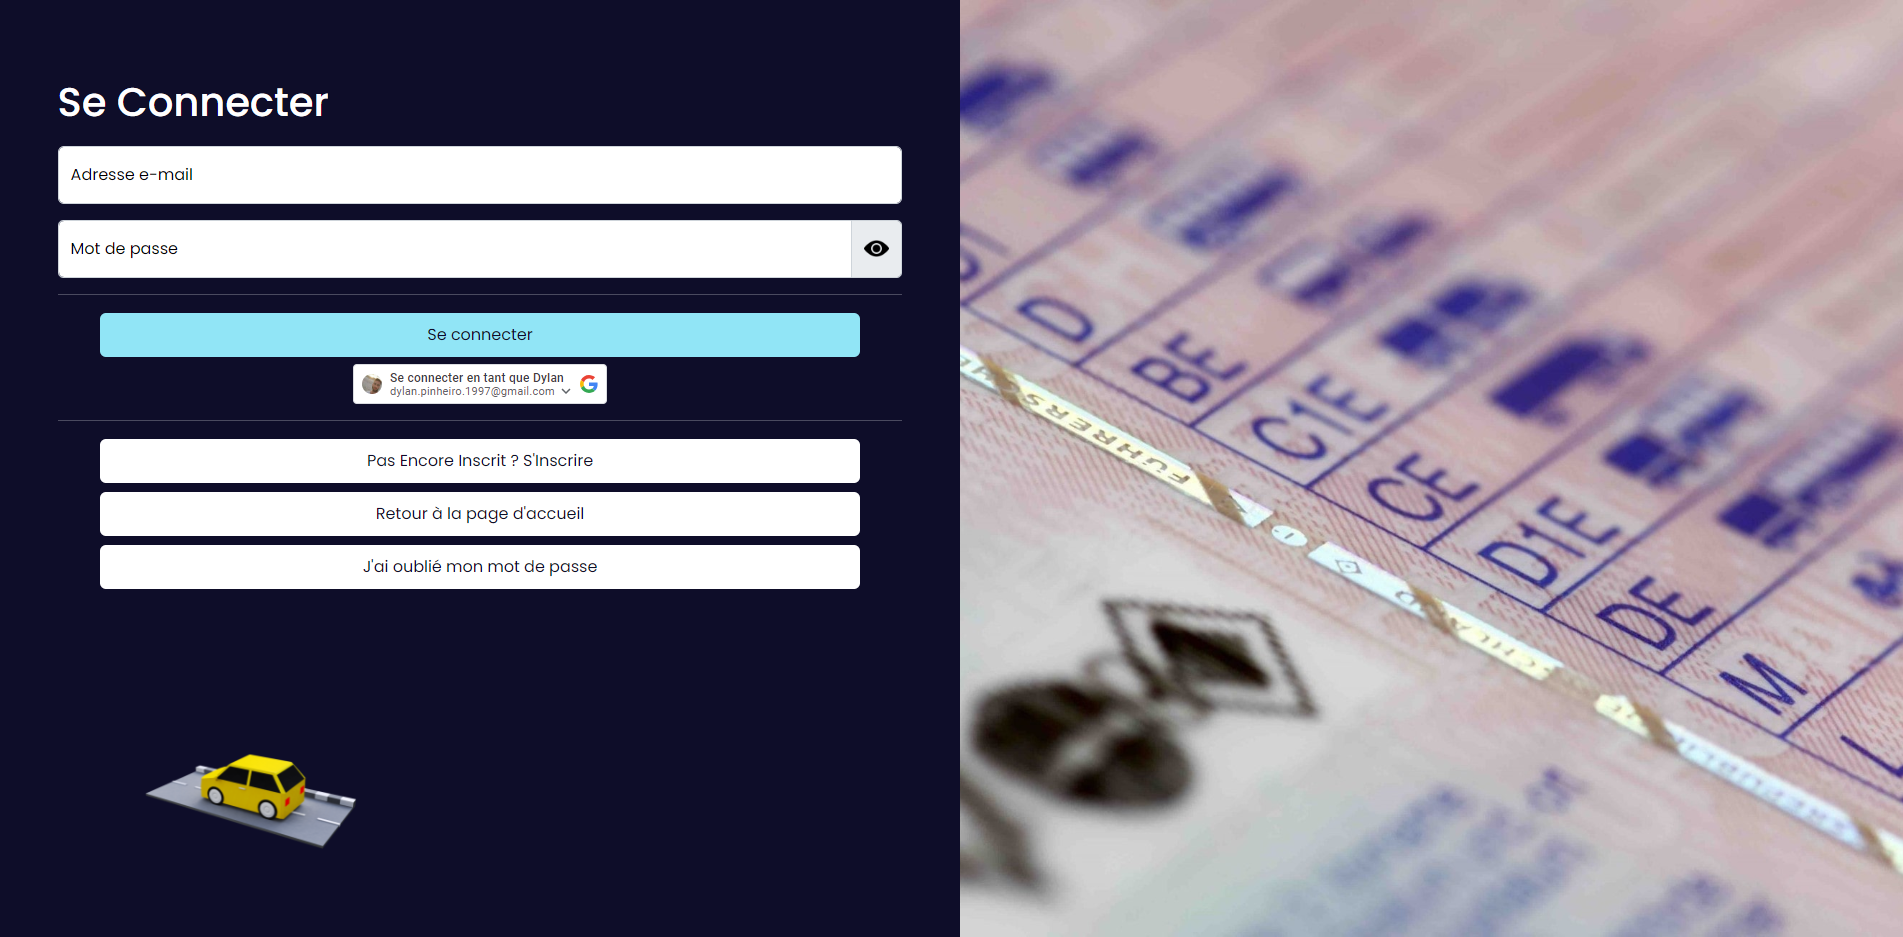 Se Connecter
Adresse e-mail
Mot de passe
Se connecter
Se connecter en tant que Dylan
dylan.pinheiro.1997@gmail.com
Pas Encore Inscrit ? S'Inscrire
Retour à la page d'accueil
J'ai oublié mon mot de passe
D
BE
C1E
CE
D1E
DE
M
L
FÜHRERS